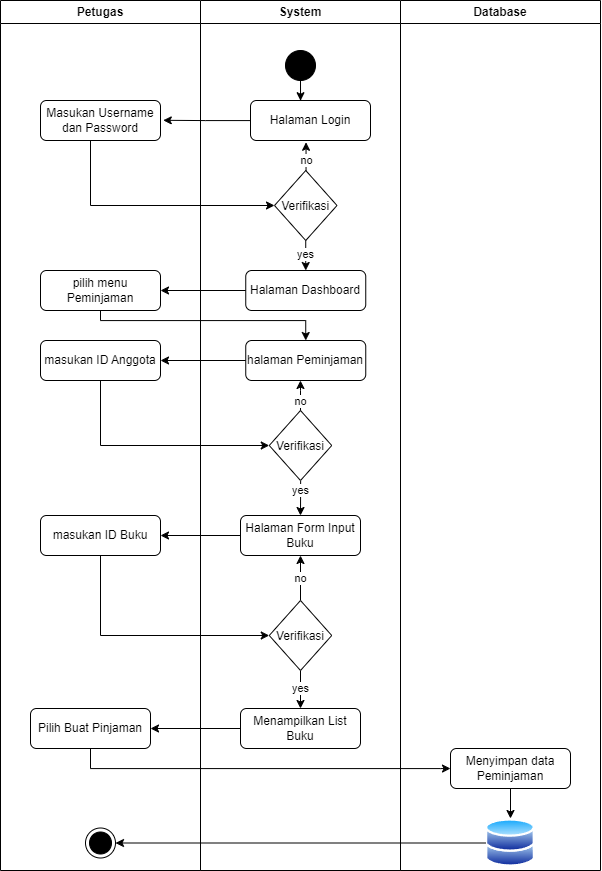 Petugas
System
Database
Masukan Username
dan Password
Halaman Login
no
Verifikasi
yes
pilih menu
Peminjaman
Halaman Dashboard
masukan ID Anggota
halaman Peminjaman
no
Verifikasi
yes
masukan ID Buku
Halaman Form Input
Buku
no
Verifikasi
yes
Pilih Buat Pinjaman
Menampilkan List
Buku
Menyimpan data
Peminjaman